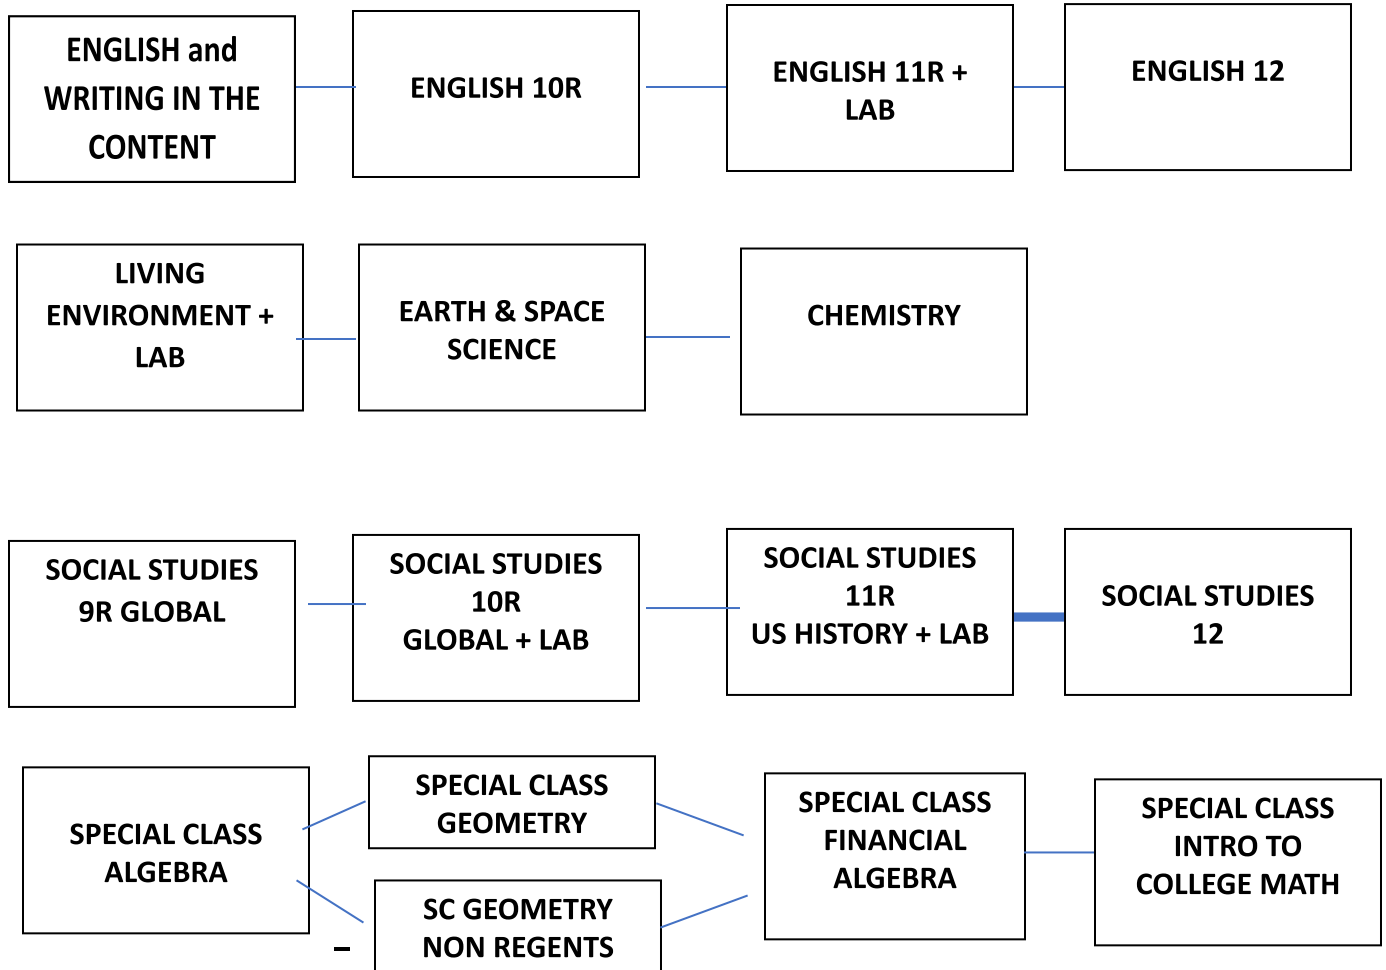 ENGLISH and
WRITING IN THE
CONTENT
ENGLISH 10R
ENGLISH 11R +
LAB
ENGLISH 12
LIVING
ENVIRONMENT +
LAB
EARTH & SPACE
SCIENCE
CHEMISTRY
SOCIAL STUDIES
9R GLOBAL
SOCIAL STUDIES
10R
GLOBAL + LAB
SOCIAL STUDIES
11R
US HISTORY + LAB
SOCIAL STUDIES
12
SPECIAL CLASS
ALGEBRA
SPECIAL CLASS
GEOMETRY
SC GEOMETRY
NON REGENTS
SPECIAL CLASS
FINANCIAL
ALGEBRA
SPECIAL CLASS
INTRO TO
COLLEGE MATH